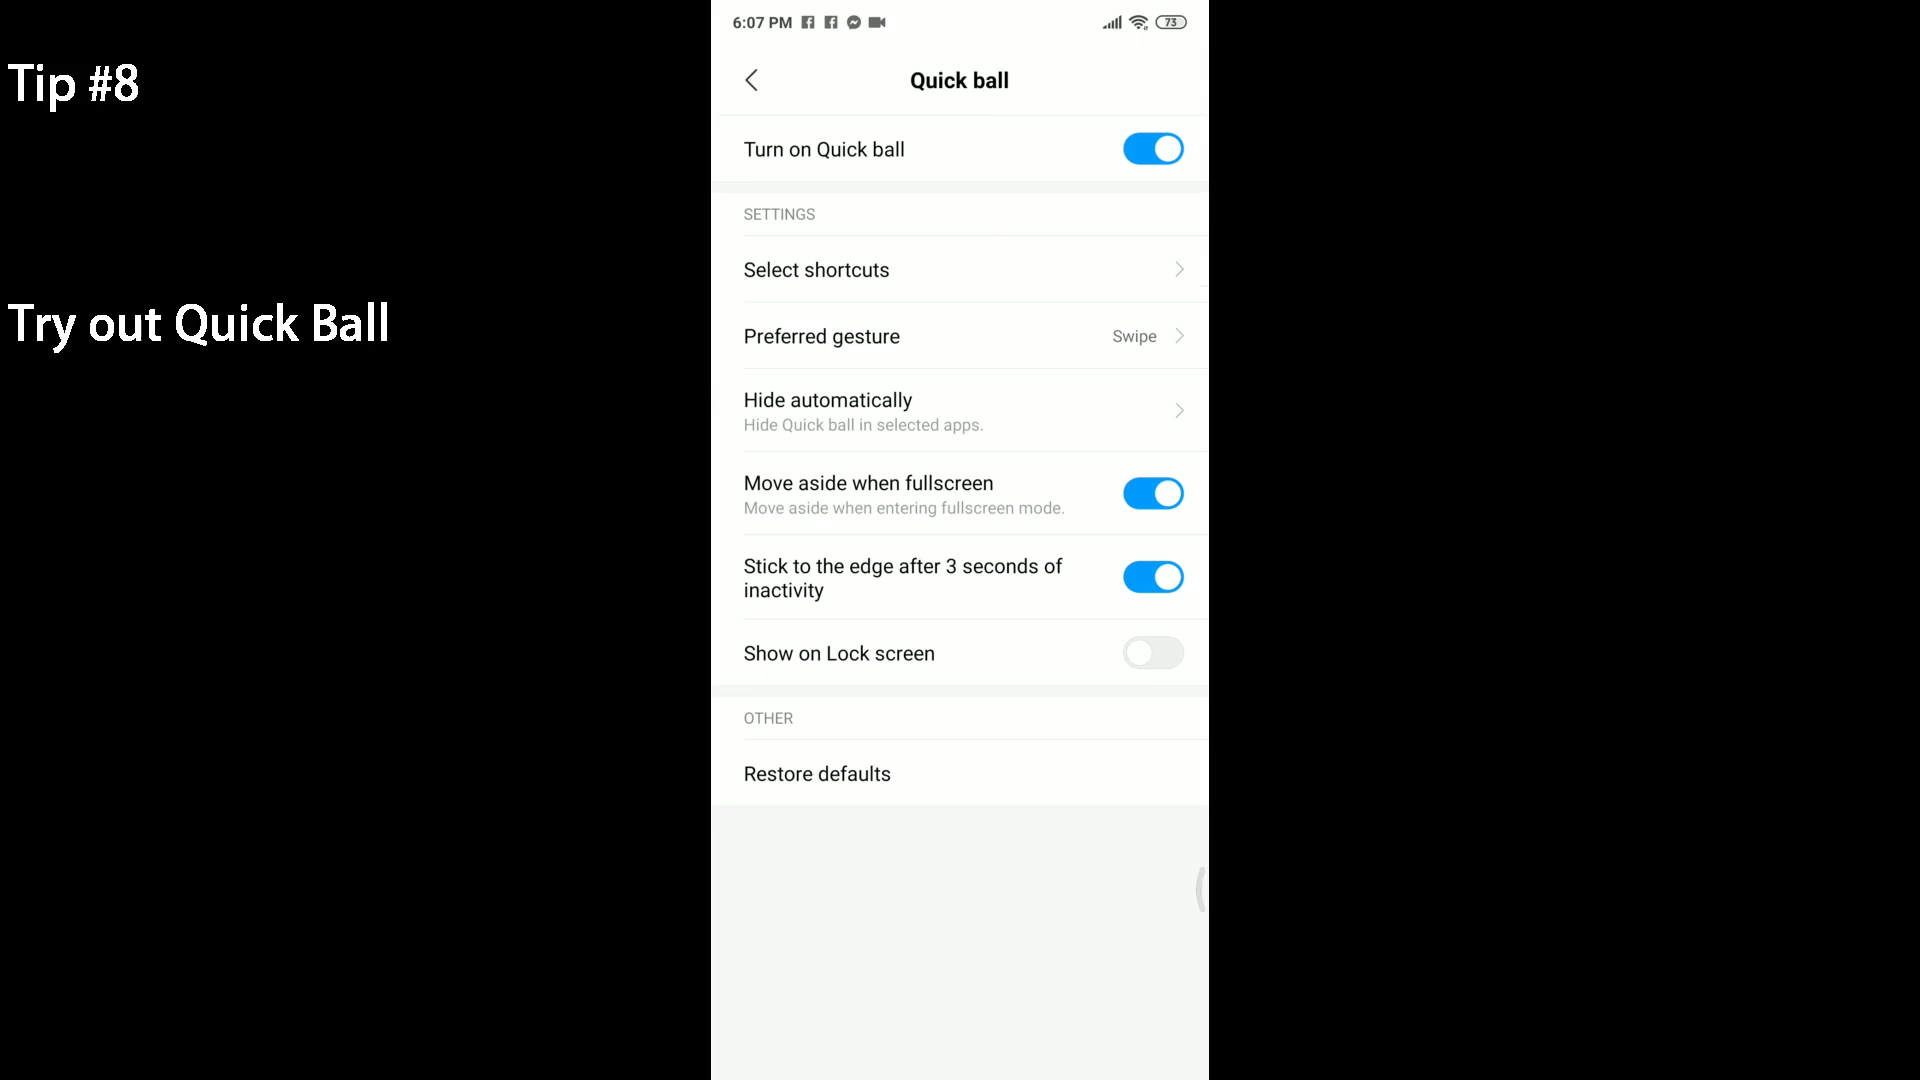 Tip #8
Try out Quick Ball
6:07 PM
73
Quick ball
Turn on Quick ball
SETTINGS
Select shortcuts
Preferred gesture Swipe
Hide automatically
Hide Quick ball in selected apps.
Move aside when fullscreen
Move aside when entering fullscreen mode.
Stick to the edge after 3 seconds of
inactivity
Show on Lock screen
OTHER
Restore defaults